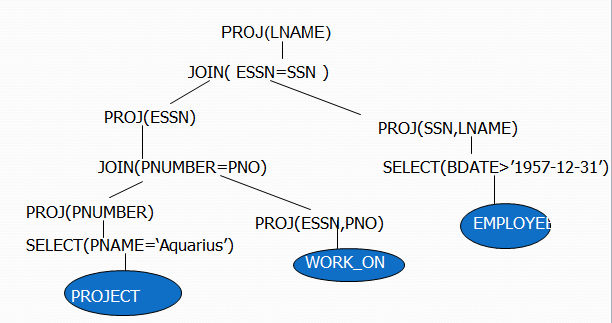 PROJ(LNAME)
JOIN( ESSN=SSN )
PROJ(ESSN)
PROJ(SSN,LNAME)
JOIN(PNUMBER=PNO)
SELECT(BDATE>’1957-12-31’)
PROJ(PNUMBER)
PROJ(ESSN,PNO)
EMPLOYEE
SELECT(PNAME=‘Aquarius’)
WORK_ON
PROJECT